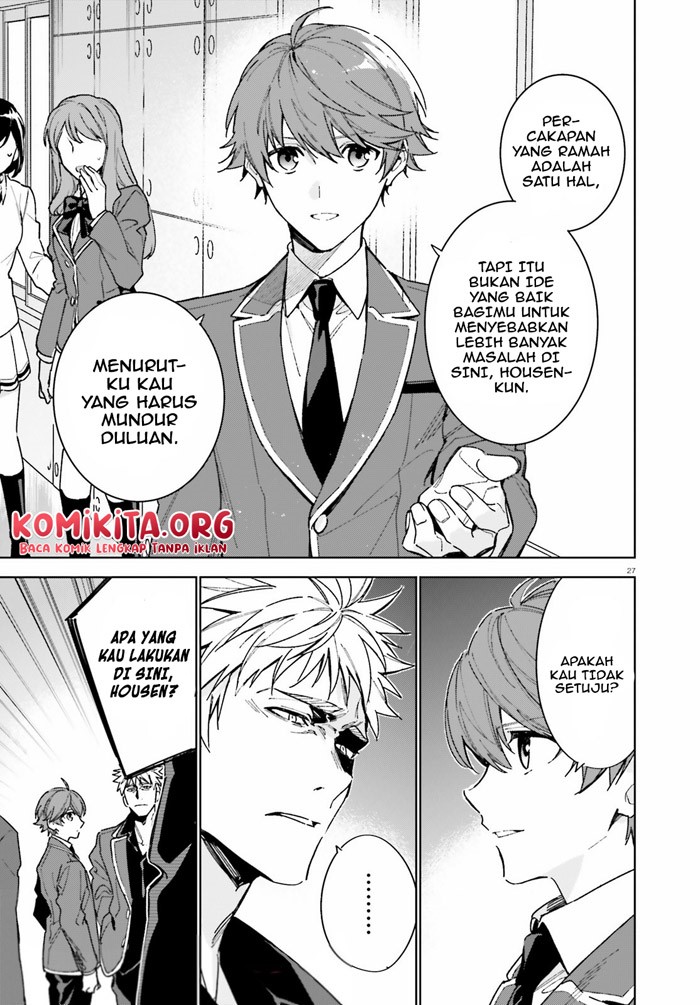 PER-
CAKAPAN
YANG RAMAH
ADALAH
SATU HAL,
TAPI ITU
BUKAN IDE
YANG BAIK
BAGIMU UNTUK
MENYEBABKAN
LEBIH BANYAK
MASALAH DI
SINI, HOUSEN-
KUN.
MENURUT-
KU KAU
YANG HARUS
MUNDUR
DULUAN.
KOMIKITA.ORG
BACA KOMIK LENGKAP TANPA IKLAN
27
APAKAH
KAU TIDAK
SETUJU?
........
APA YANG
KAU LAKUKAN
DI SINI,
HOUSEN?